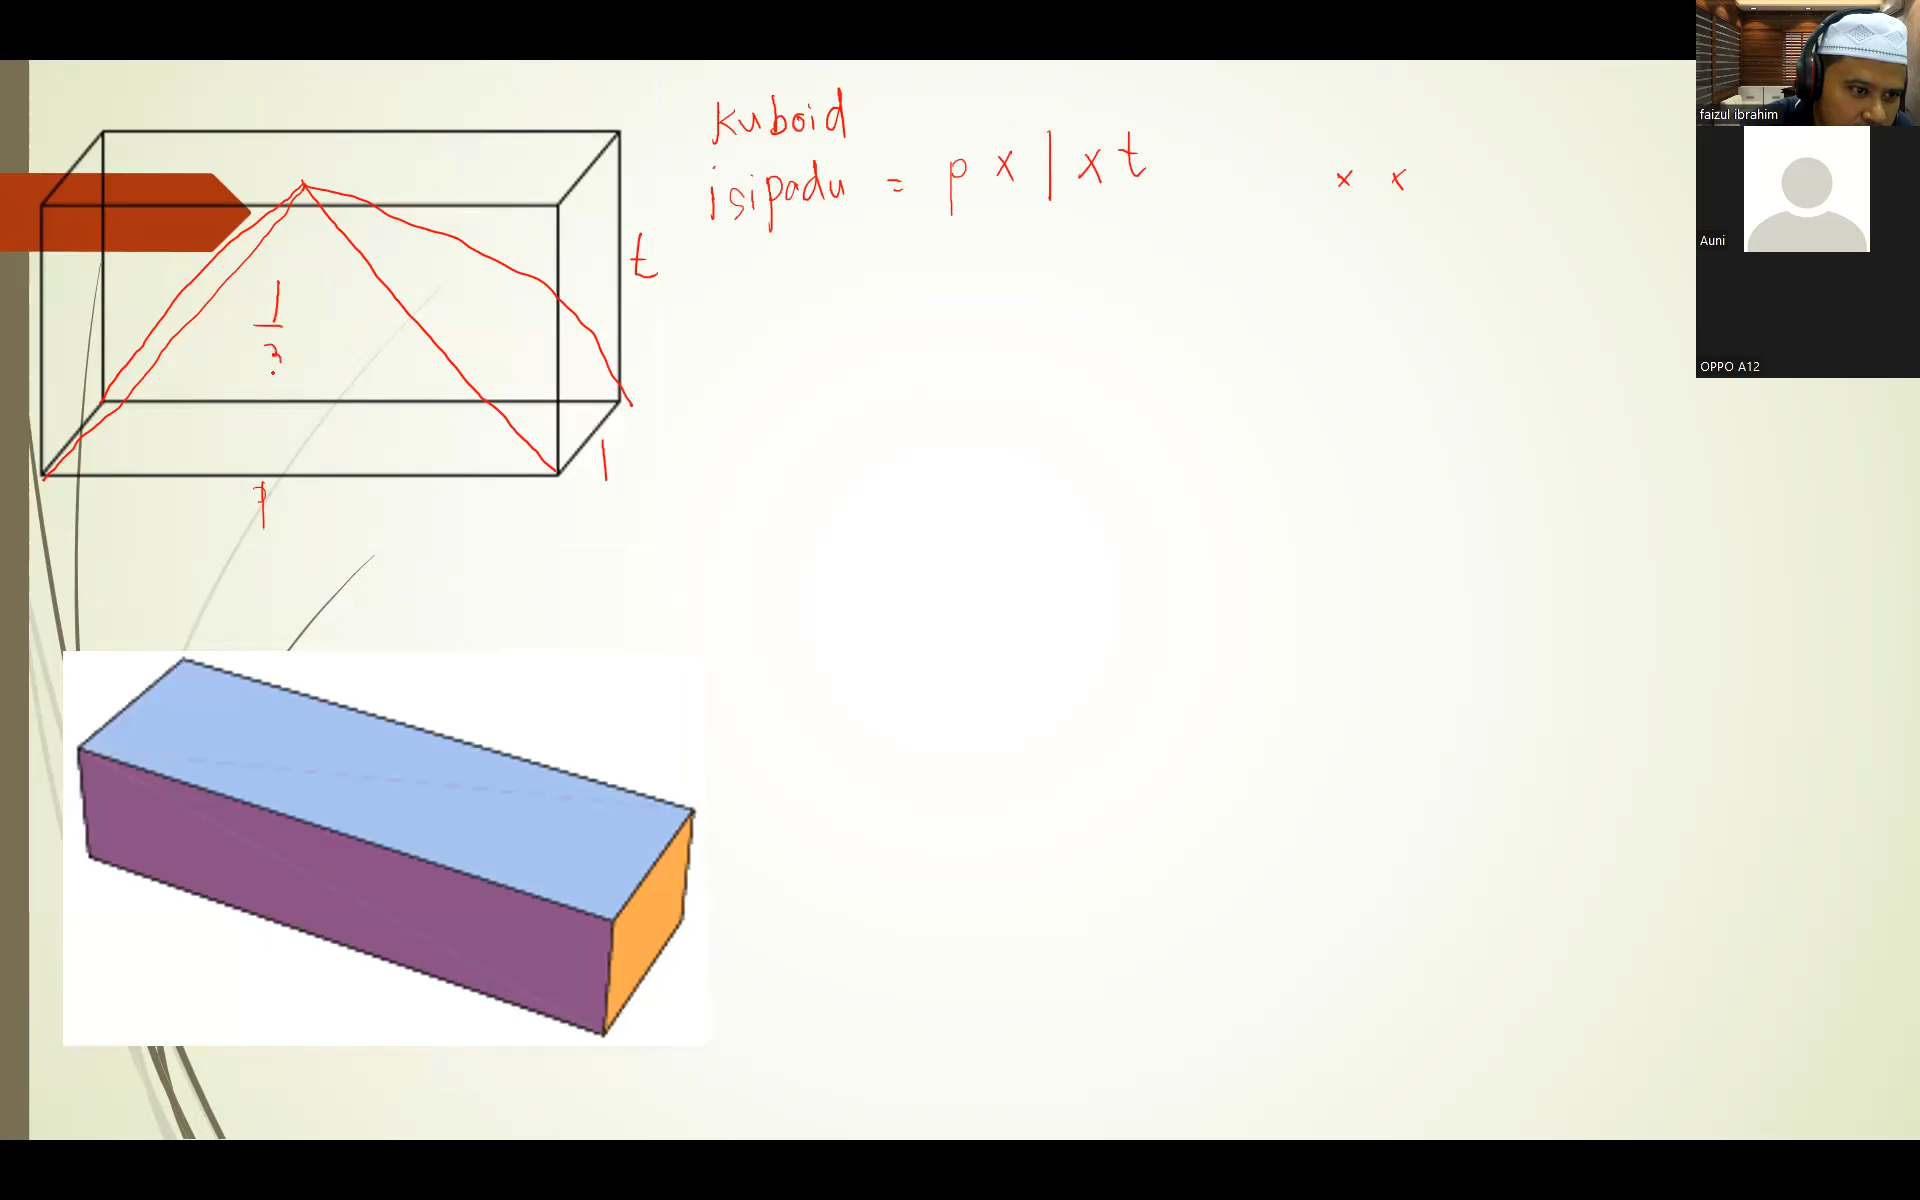 kuboid
isipadu = p x l x t
x x
t
1
3
l
p
faizul ibrahim
Auni
OPPO A12